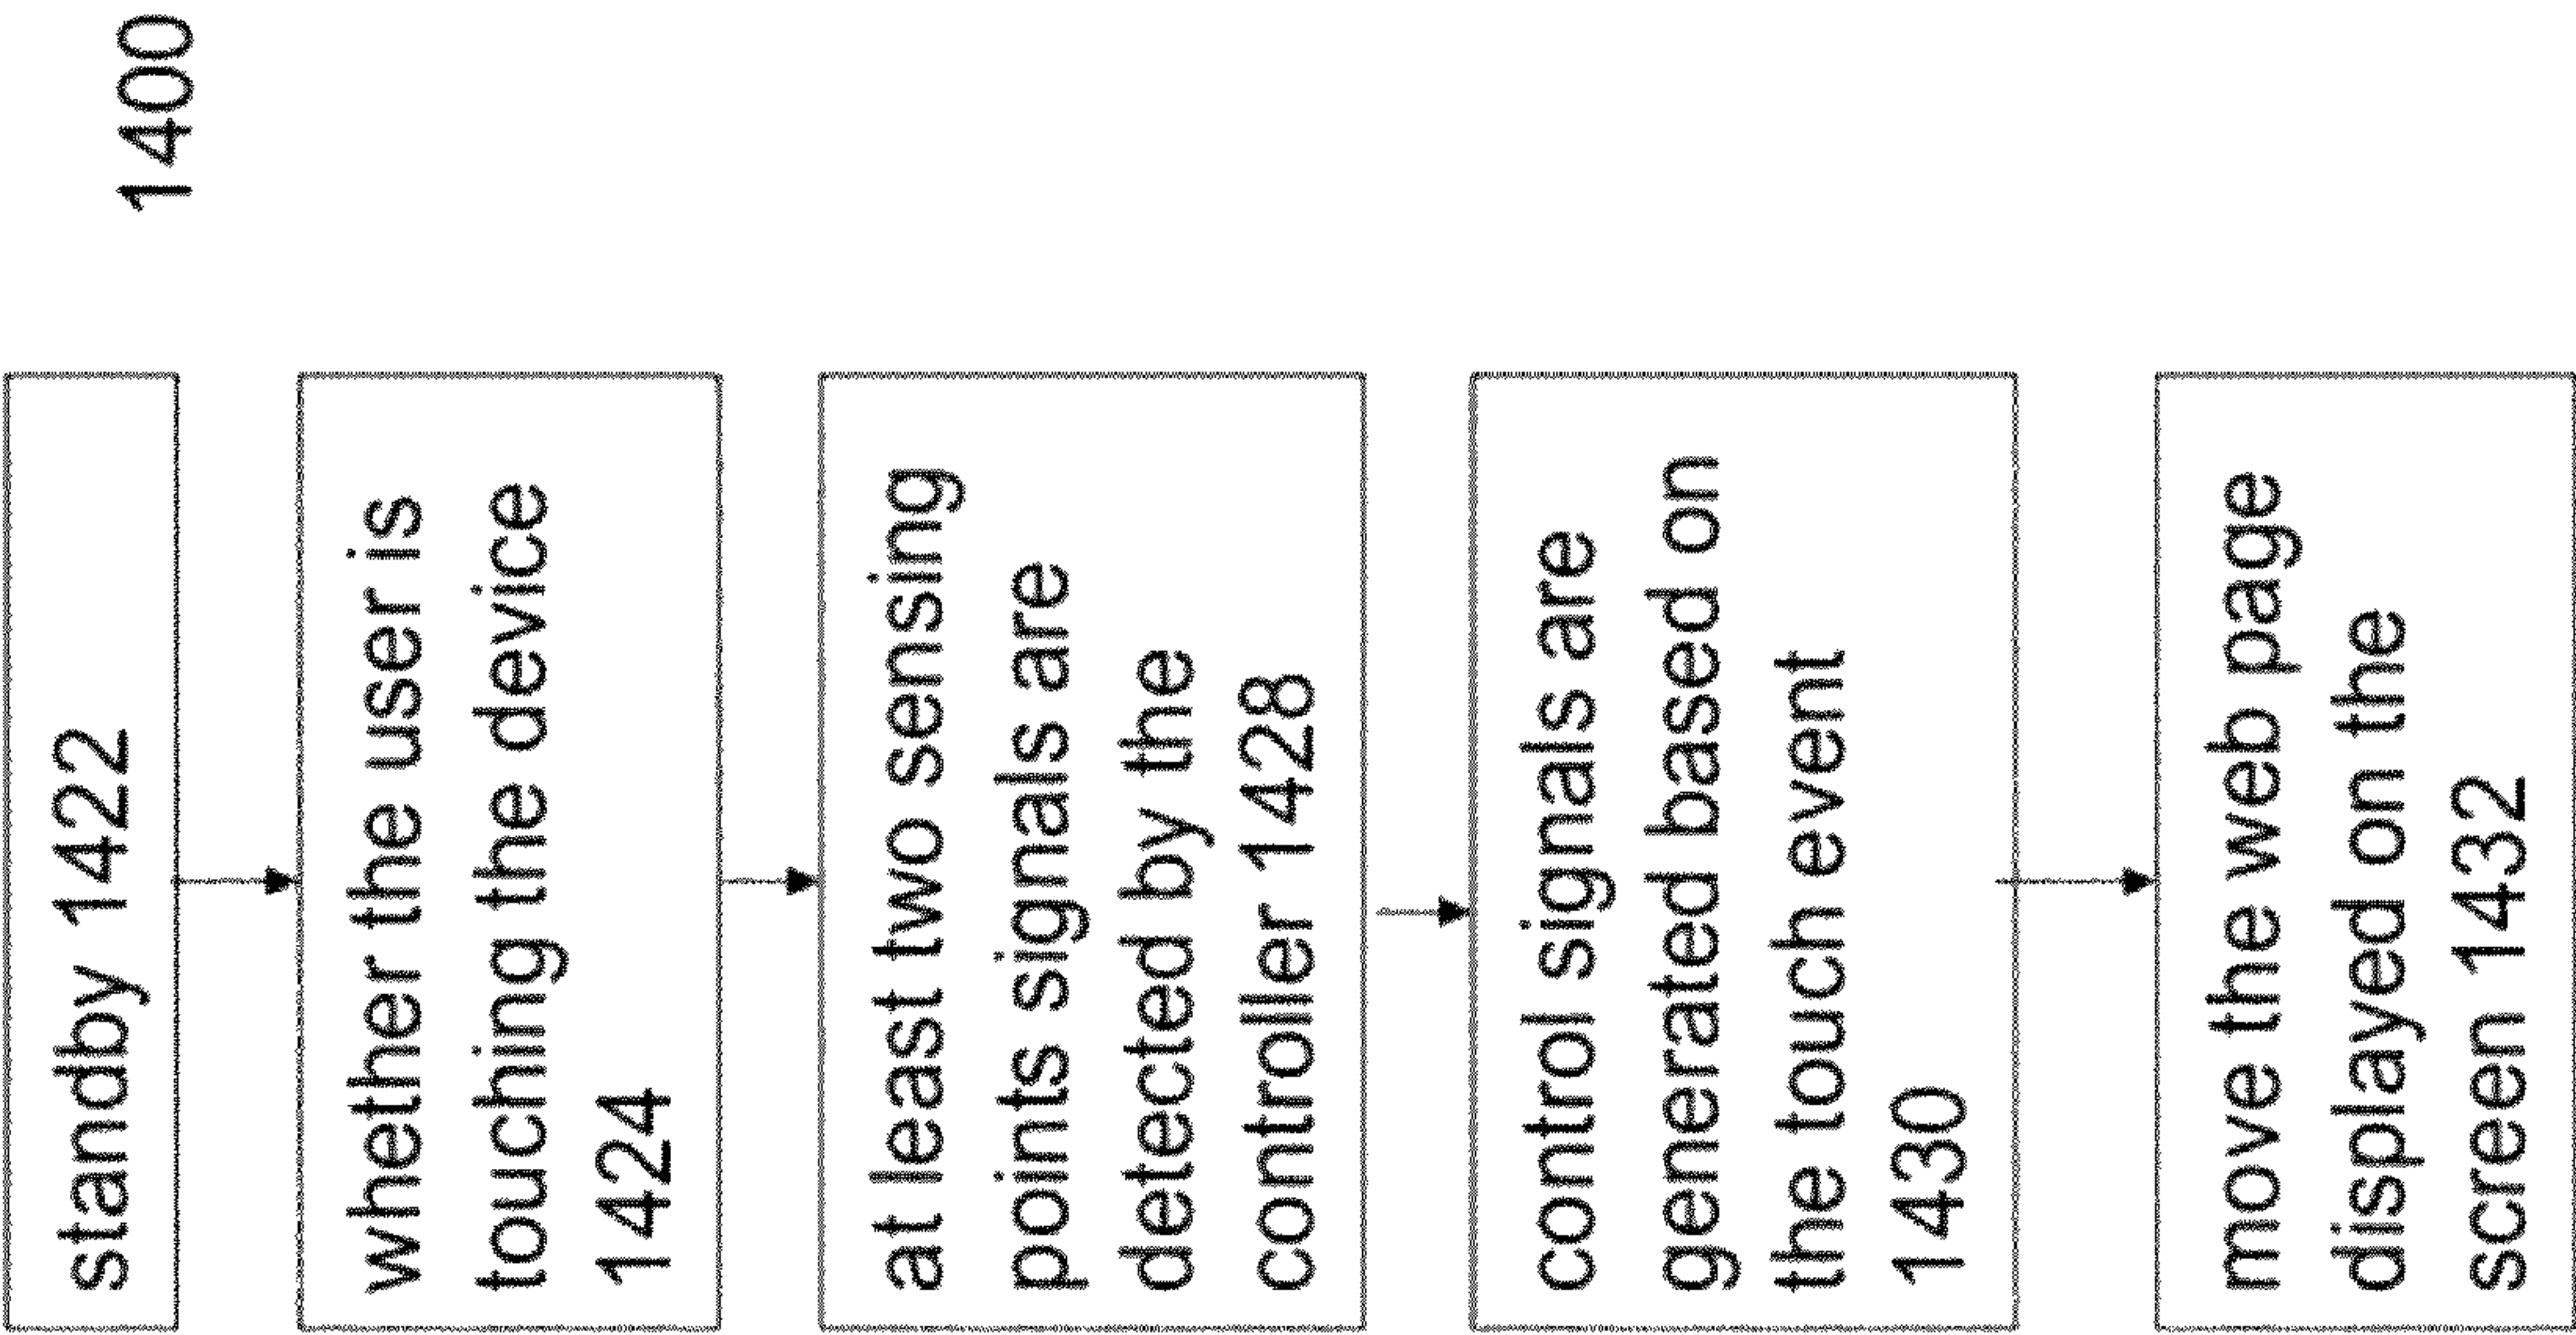 1400
standby 1422
whether the user is
touching the device
1424
at least two sensing
points signals are
detected by the
controller 1428
control signals are
generated based on
the touch event
1430
move the web page
displayed on the
screen 1432